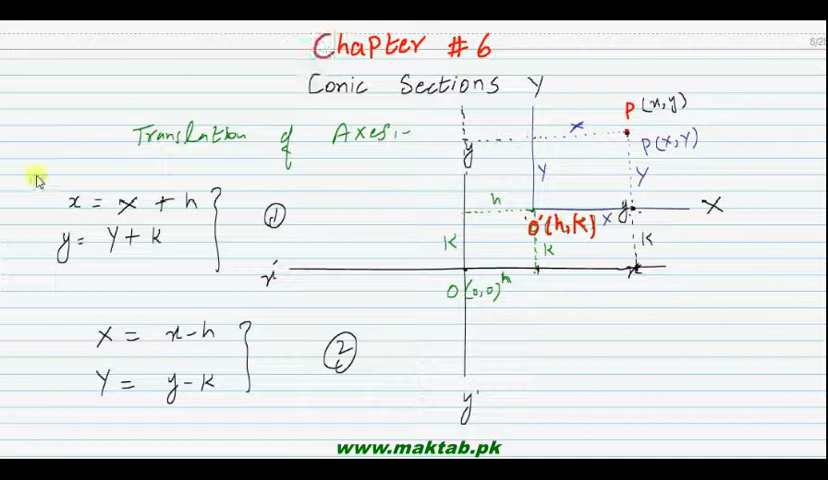 Chapter # 6
Conic Sections
Translation of Axes:-
x = X + h
y = Y + k
①
X = x - h
Y = y - k
②
Y
P(x, y)
P(X, Y)
x
y
Y
Y
h
O'(h, k)
x
y
X
k
k
k
x'
O(0,0)
h
x
y'
www.maktab.pk